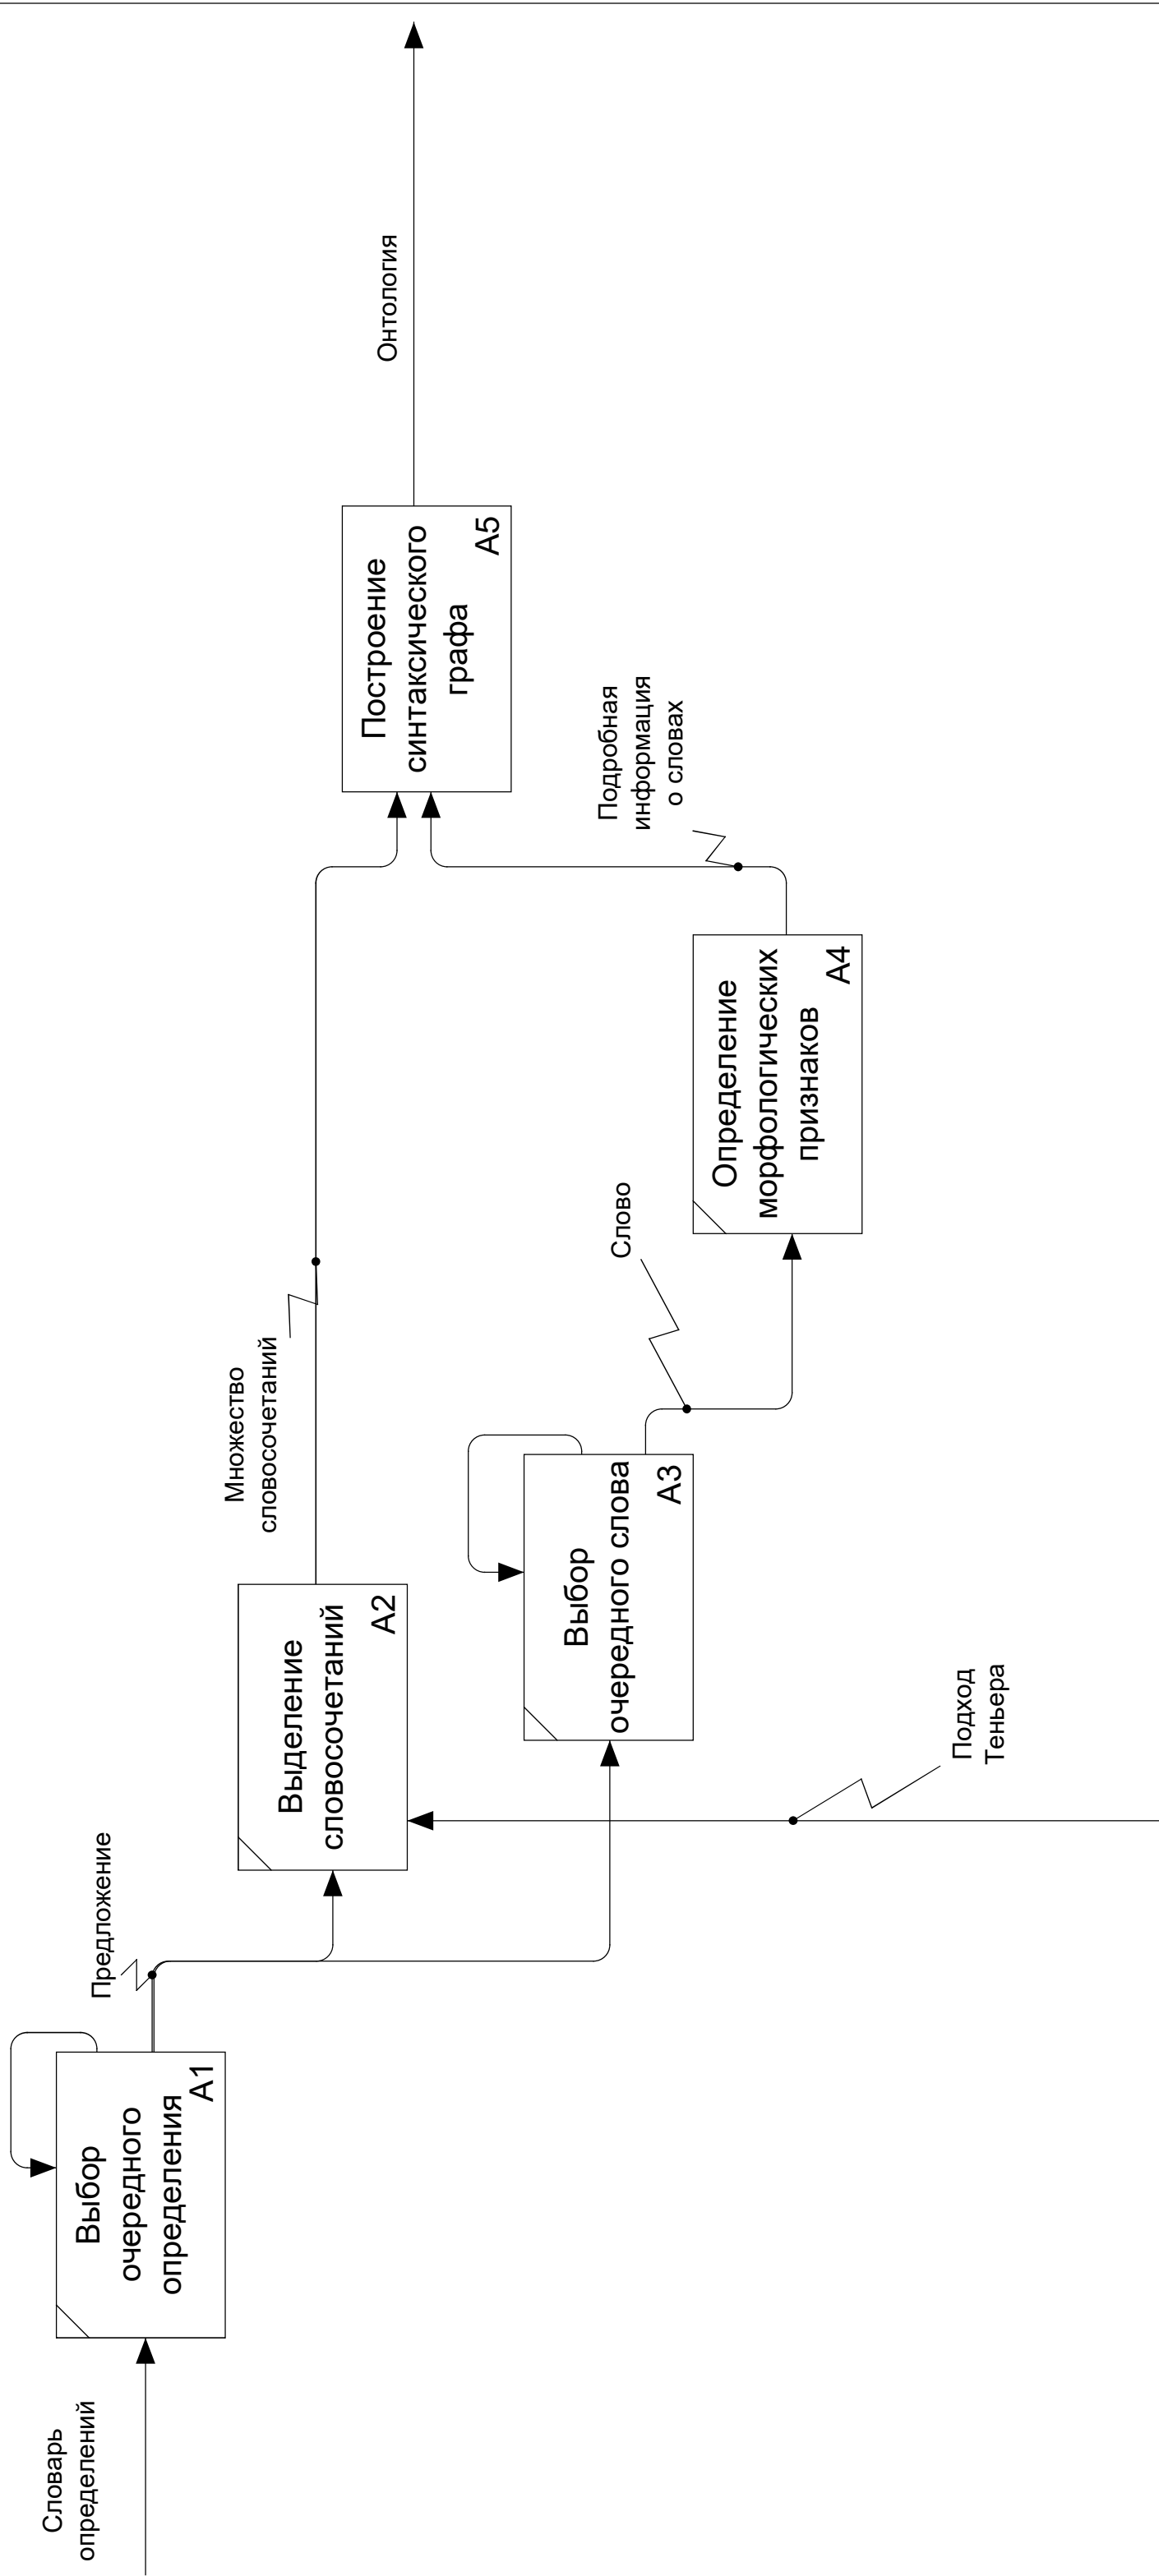 Словарь
определений
Выбор
очередного
определения
A1
Предложение
Выделение
словосочетаний
A2
Множество
словосочетаний
Выбор
очередного слова
A3
Подход
Теньера
Слово
Определение
морфологических
признаков
A4
Подробная
информация
о словах
Построение
синтаксического
графа
A5
Онтология